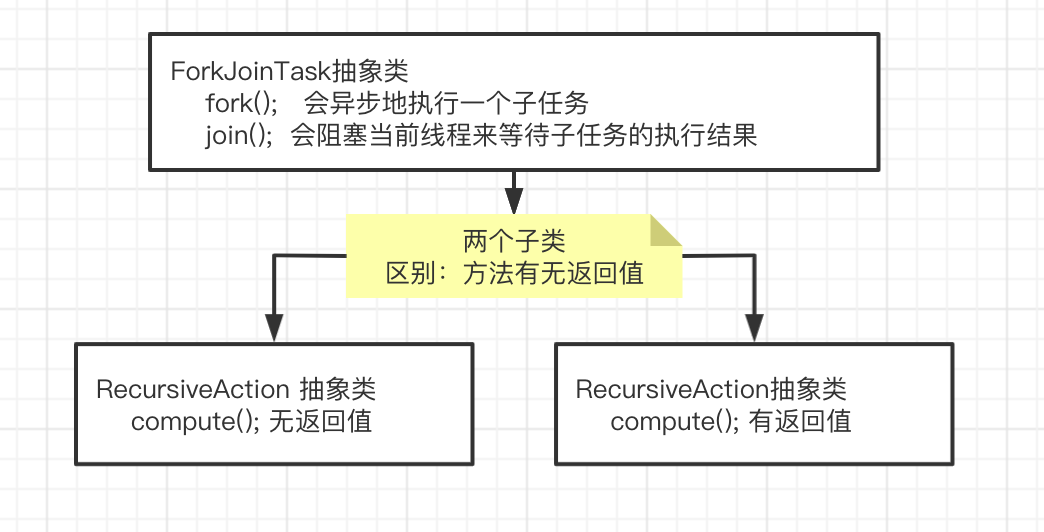 ForkJoinTask抽象类
fork(); 会异步地执行一个子任务
join(); 会阻塞当前线程来等待子任务的执行结果
两个子类
区别：方法有无返回值
RecursiveAction 抽象类
compute(); 无返回值
RecursiveAction抽象类
compute(); 有返回值